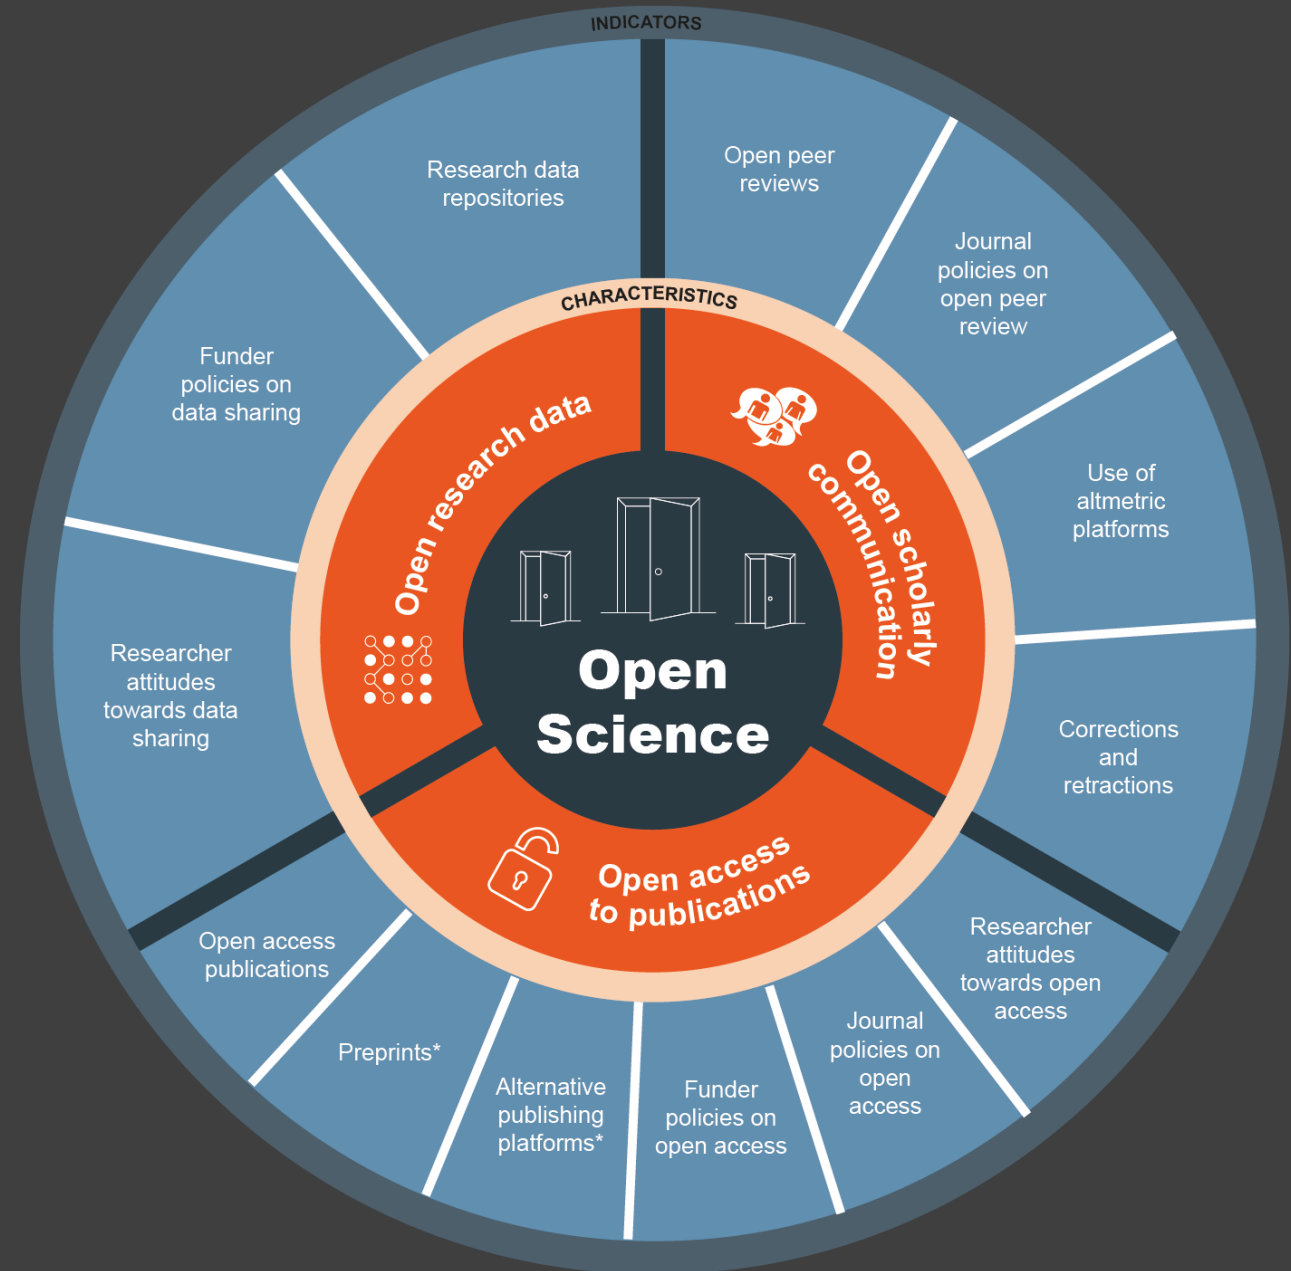 INDICATORS
Research data
repositories
Open peer
reviews
Journal
policies on
open peer
review
Use of
altmetric
platforms
Corrections
and
retractions
Researcher
attitudes
towards open
access
Journal
policies on
open
access
Funder
policies on
open access
Alternative
publishing
platforms*
Preprints*
Open access
publications
Researcher
attitudes
towards data
sharing
Funder
policies on
data sharing
CHARACTERISTICS
Open research data
Open scholarly
communication
Open access
to publications
Open
Science